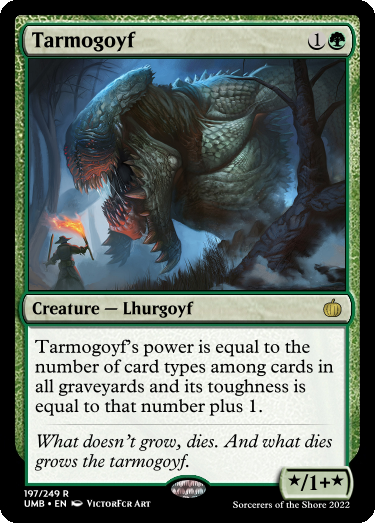 Tarmogoyf 1
Creature — Lhurgoyf
Tarmogoyf's power is equal to the
number of card types among cards in
all graveyards and its toughness is
equal to that number plus 1.
What doesn't grow, dies. And what dies
grows the tarmogoyf.
★/1+★
197/249 R
UMB • EN VictorFcr Art
Sorcerers of the Shore 2022